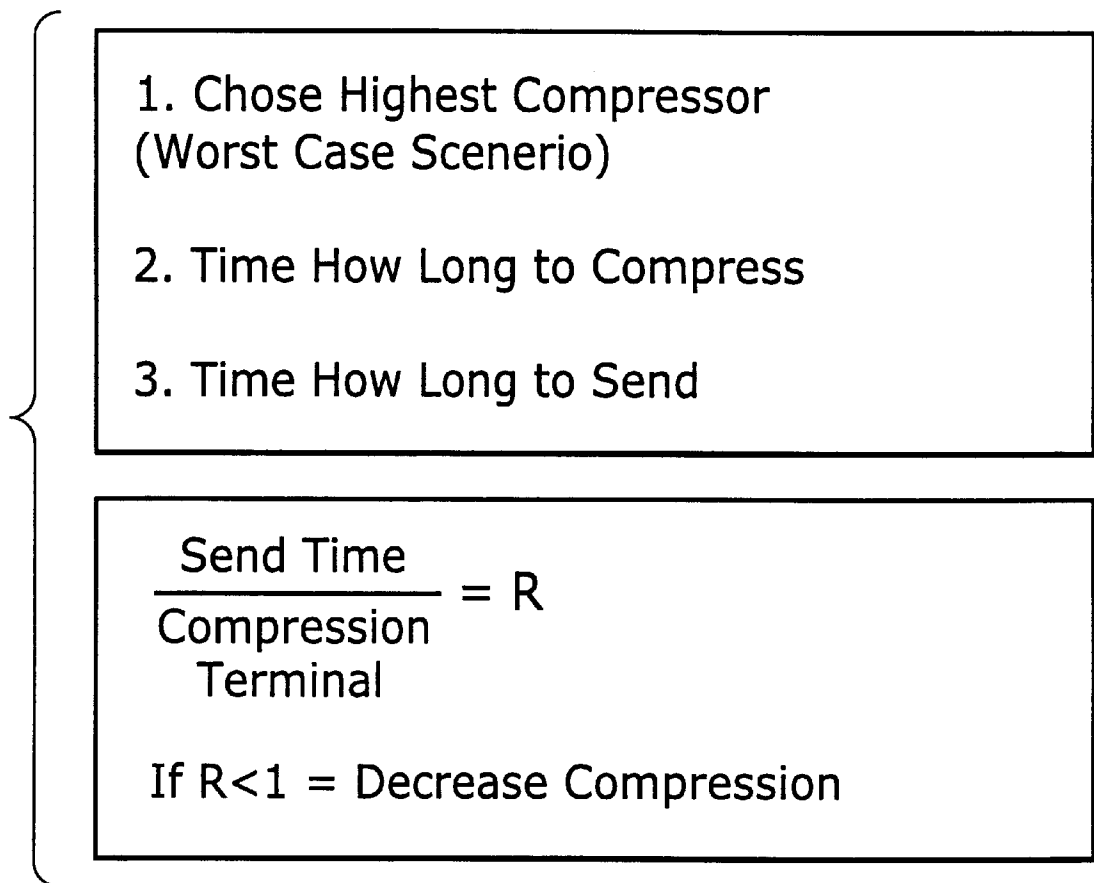 1. Chose Highest Compressor
(Worst Case Scenerio)
2. Time How Long to Compress
3. Time How Long to Send
Send Time
= R
Compression
Terminal
If R<1 = Decrease Compression